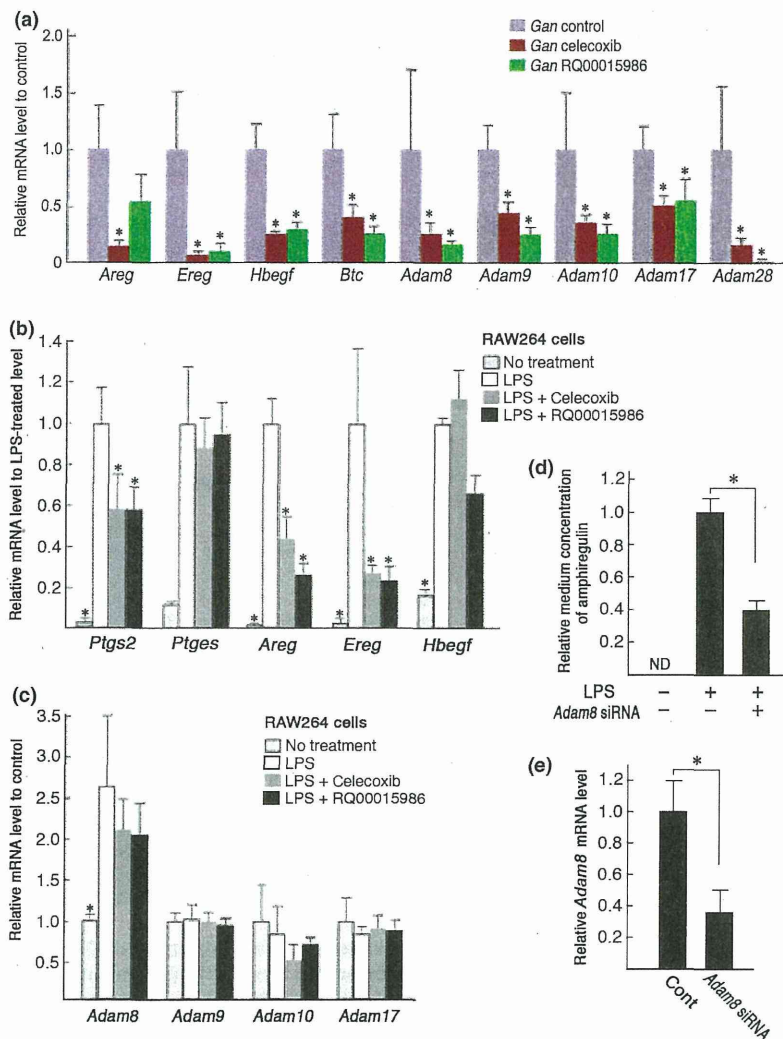 (a)
Gan control
Gan celecoxib
Gan RQ00015986
Relative mRNA level to control
2.0
1.5
1.0
0.5
0
* * * * * * * * * * * * * * * * *
Areg Ereg Hbegf Btc Adam8 Adam9 Adam10 Adam17 Adam28
(b)
RAW264 cells
No treatment
LPS
LPS + Celecoxib
LPS + RQ00015986
Relative mRNA level to LPS-treated level
1.4
1.2
1.0
0.8
0.6
0.4
0.2
* * * * * * * * * *
Ptgs2 Ptges Areg Ereg Hbegf
(c)
RAW264 cells
No treatment
LPS
LPS + Celecoxib
LPS + RQ00015986
Relative mRNA level to control
3.5
3.0
2.5
2.0
1.5
1.0
0.5
*
Adam8 Adam9 Adam10 Adam17
(d)
Relative medium concentration
of amphiregulin
1.2
1.0
0.8
0.6
0.4
0.2
*
ND
LPS − + +
Adam8 siRNA − − +
(e)
Relative Adam8 mRNA level
1.2
1.0
0.8
0.6
0.4
0.2
*
Cont
Adam8 siRNA